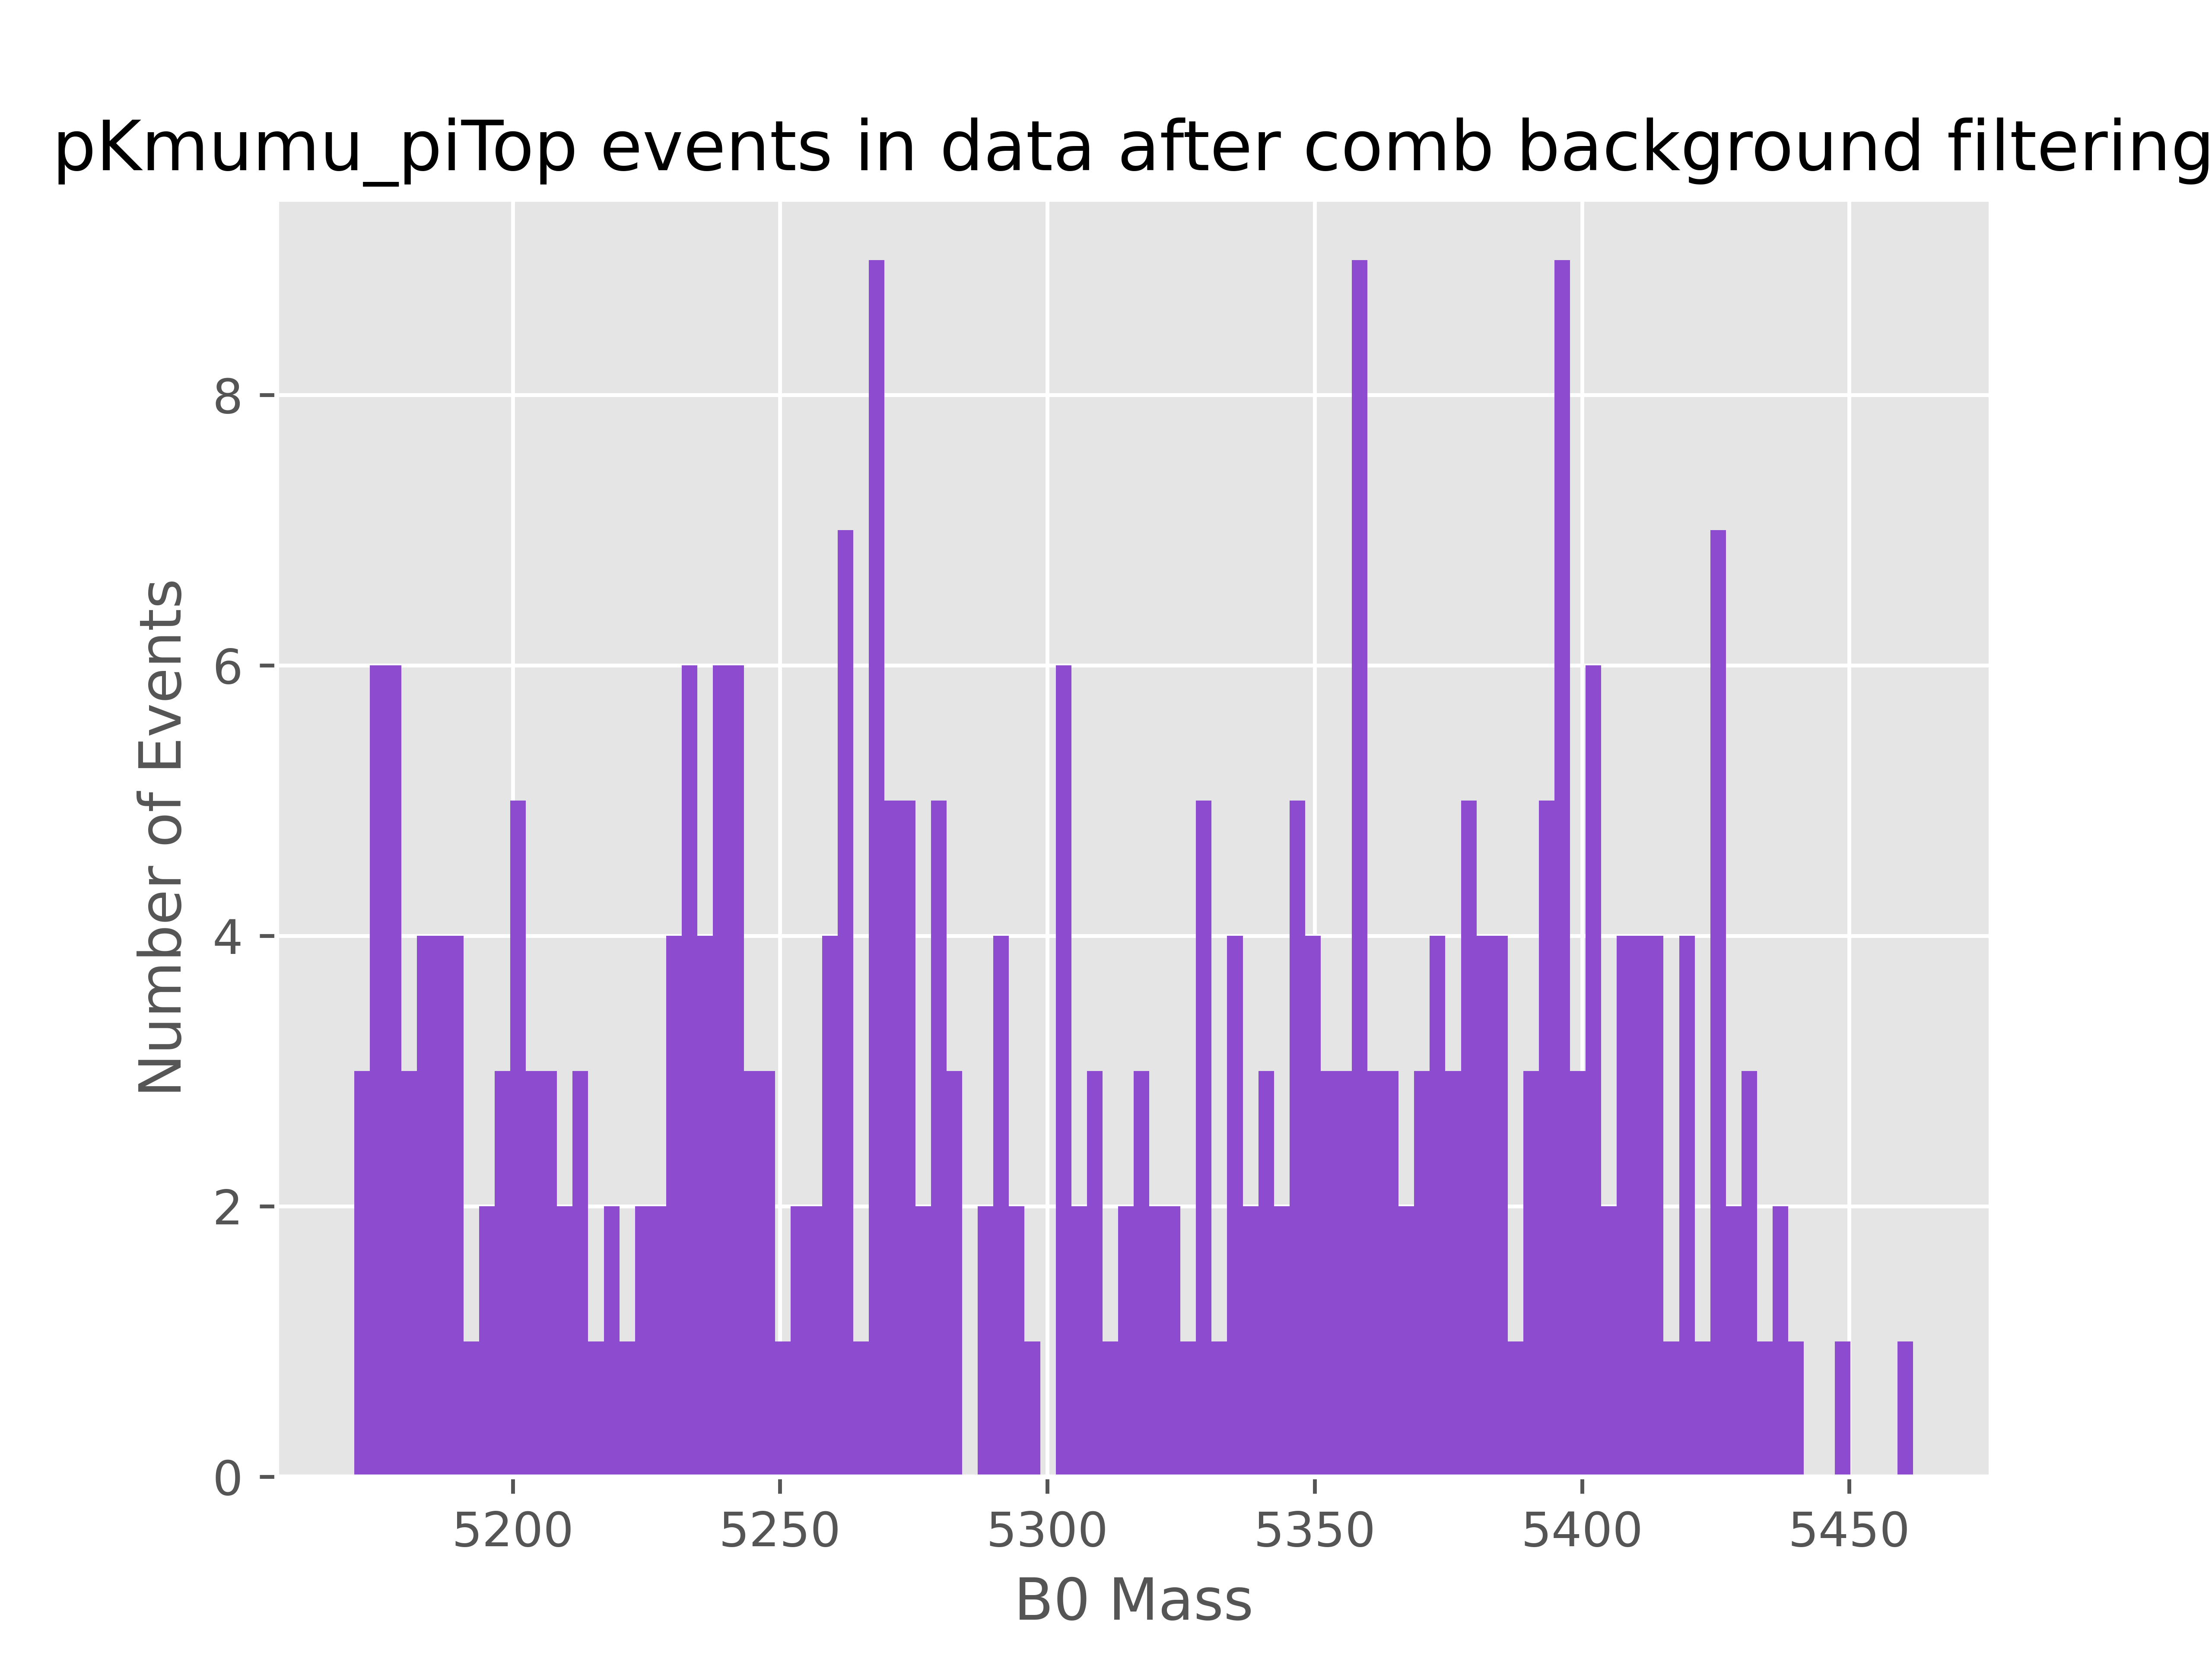 pKmumu_piTop events in data after comb background filtering
Number of Events
8
6
4
2
0
5200 5250 5300 5350 5400 5450
B0 Mass